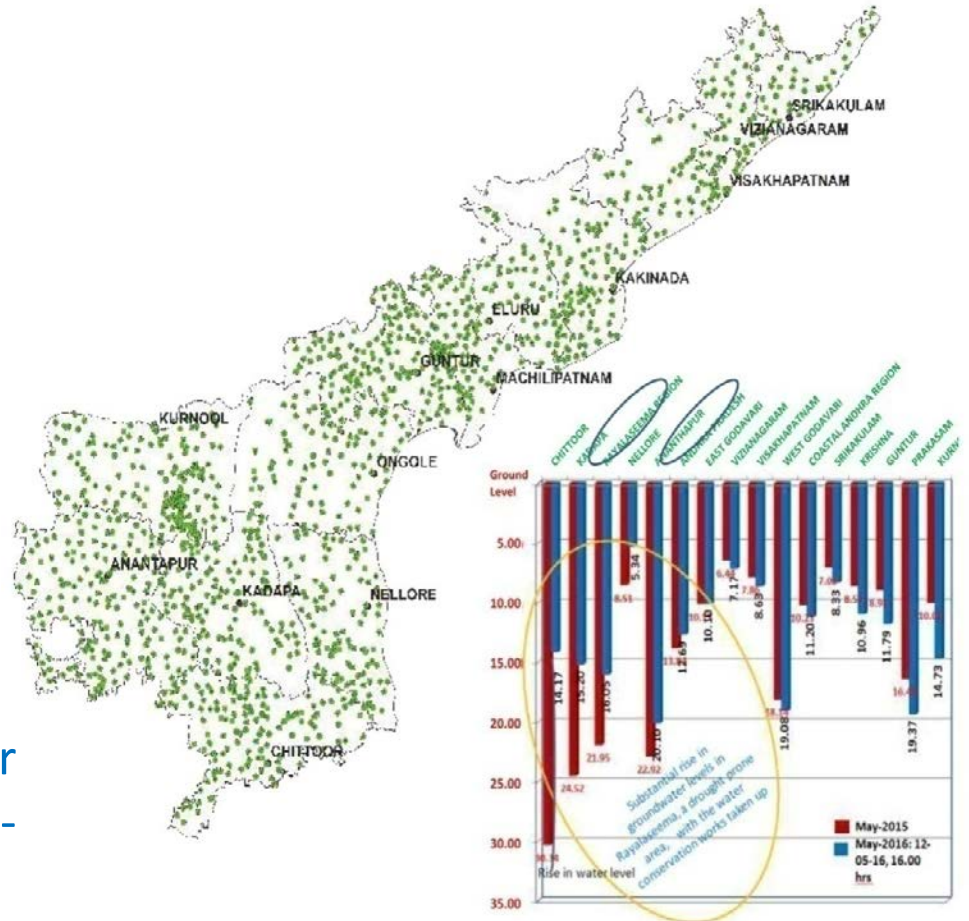 SRIKAKULAM
VIZIANAGARAM
VISAKHAPATNAM
KAKINADA
ELURU
GUNTUR
MACHILIPATNAM
KURNOOL
ONGOLE
ANANTAPUR
KADAPA
NELLORE
CHITTOOR
r
-
CHITTOOR
RAYALASEEMA REGION
NELLORE
ANDHRA PRADESH
EAST GODAVARI
VIZIANAGARAM
VISAKHAPATNAM
WEST GODAVARI
COASTAL ANDHRA REGION
SRIKAKULAM
KRISHNA
GUNTUR
PRAKASAM
Ground
Level
5.00
10.00
15.00
20.00
25.00
30.00
35.00
14.17
24.52
15.20
21.95
16.05
8.51
5.34
22.92
20.10
12.69
10.10
7.17
8.63
19.08
11.20
8.33
10.96
11.79
19.37
14.73
Substantial rise in
groundwater levels in
Rayalaseema, a drought prone
area, with the water
conservation works taken up
Rise in water level
May-2015
May-2016: 12-
05-16, 16.00
hrs